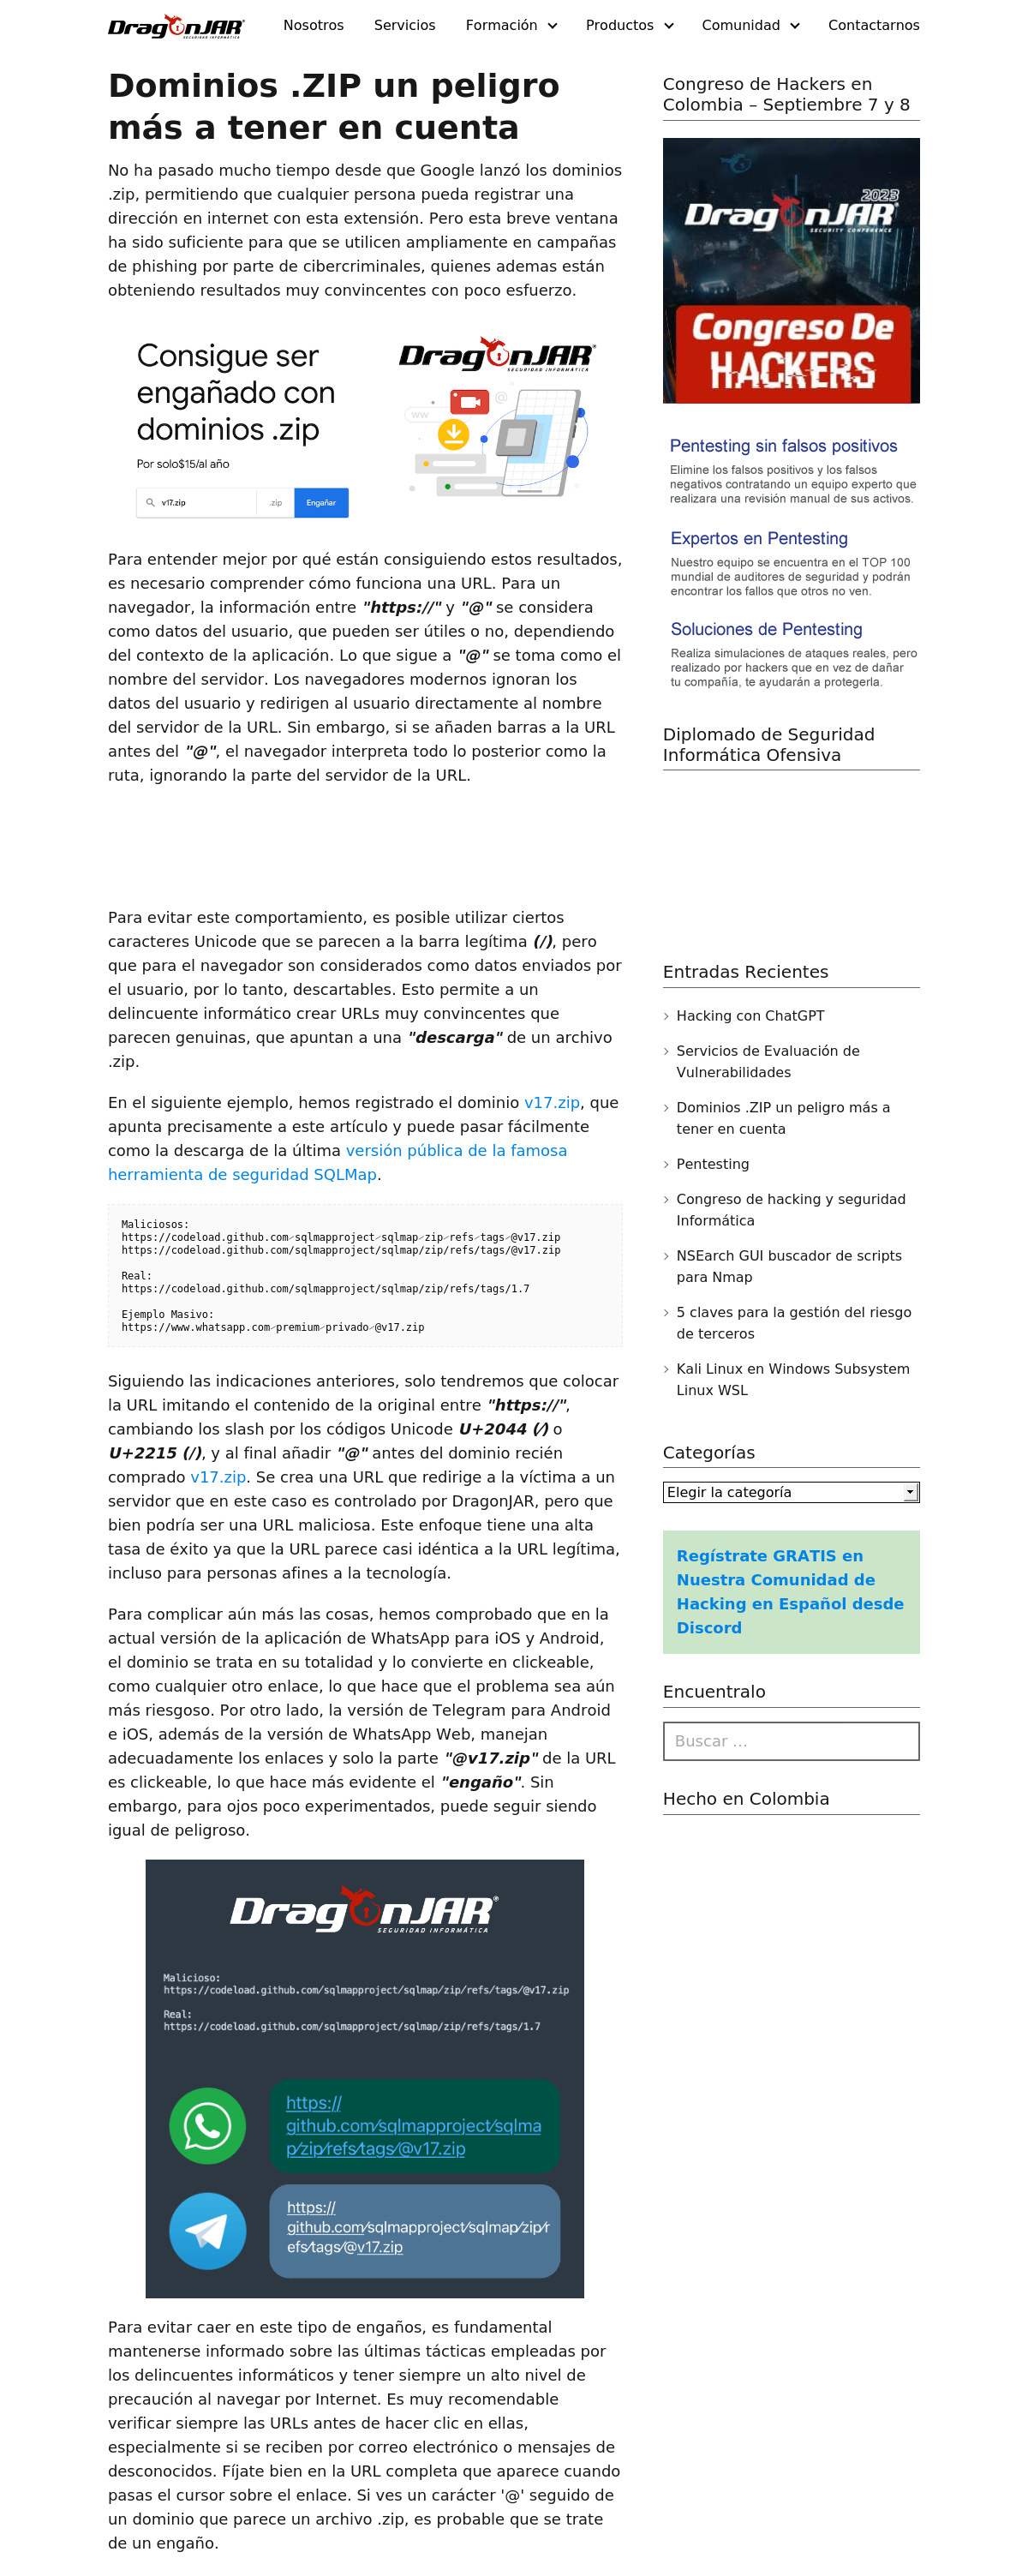 DragonJAR
SEGURIDAD INFORMÁTICA
Nosotros
Servicios
Formación
Productos
Comunidad
Contactarnos
Dominios .ZIP un peligro
más a tener en cuenta
No ha pasado mucho tiempo desde que Google lanzó los dominios
.zip, permitiendo que cualquier persona pueda registrar una
dirección en internet con esta extensión. Pero esta breve ventana
ha sido suficiente para que se utilicen ampliamente en campañas
de phishing por parte de cibercriminales, quienes ademas están
obteniendo resultados muy convincentes con poco esfuerzo.
Consigue ser
engañado con
dominios .zip
Por solo$15/al año
v17.zip
.zip
Engañar
DragonJAR®
SEGURIDAD INFORMÁTICA
ww
@
Para entender mejor por qué están consiguiendo estos resultados,
es necesario comprender cómo funciona una URL. Para un
navegador, la información entre "https://" y "@" se considera
como datos del usuario, que pueden ser útiles o no, dependiendo
del contexto de la aplicación. Lo que sigue a "@" se toma como el
nombre del servidor. Los navegadores modernos ignoran los
datos del usuario y redirigen al usuario directamente al nombre
del servidor de la URL. Sin embargo, si se añaden barras a la URL
antes del "@", el navegador interpreta todo lo posterior como la
ruta, ignorando la parte del servidor de la URL.
Para evitar este comportamiento, es posible utilizar ciertos
caracteres Unicode que se parecen a la barra legítima (/), pero
que para el navegador son considerados como datos enviados por
el usuario, por lo tanto, descartables. Esto permite a un
delincuente informático crear URLs muy convincentes que
parecen genuinas, que apuntan a una "descarga" de un archivo
.zip.
En el siguiente ejemplo, hemos registrado el dominio v17.zip, que
apunta precisamente a este artículo y puede pasar fácilmente
como la descarga de la última versión pública de la famosa
herramienta de seguridad SQLMap.
Maliciosos:
https://codeload.github.com⁄sqlmapproject⁄sqlmap⁄zip⁄refs⁄tags⁄@v17.zip
https://codeload.github.com∕sqlmapproject∕sqlmap∕zip∕refs∕tags∕@v17.zip
Real:
https://codeload.github.com/sqlmapproject/sqlmap/zip/refs/tags/1.7
Ejemplo Masivo:
https://www.whatsapp.com⁄premium⁄privado⁄@v17.zip
Siguiendo las indicaciones anteriores, solo tendremos que colocar
la URL imitando el contenido de la original entre "https://",
cambiando los slash por los códigos Unicode U+2044 (⁄) o
U+2215 (∕), y al final añadir "@" antes del dominio recién
comprado v17.zip. Se crea una URL que redirige a la víctima a un
servidor que en este caso es controlado por DragonJAR, pero que
bien podría ser una URL maliciosa. Este enfoque tiene una alta
tasa de éxito ya que la URL parece casi idéntica a la URL legítima,
incluso para personas afines a la tecnología.
Para complicar aún más las cosas, hemos comprobado que en la
actual versión de la aplicación de WhatsApp para iOS y Android,
el dominio se trata en su totalidad y lo convierte en clickeable,
como cualquier otro enlace, lo que hace que el problema sea aún
más riesgoso. Por otro lado, la versión de Telegram para Android
e iOS, además de la versión de WhatsApp Web, manejan
adecuadamente los enlaces y solo la parte "@v17.zip" de la URL
es clickeable, lo que hace más evidente el "engaño". Sin
embargo, para ojos poco experimentados, puede seguir siendo
igual de peligroso.
DragonJAR®
SEGURIDAD INFORMÁTICA
Malicioso:
https://codeload.github.com∕sqlmapproject∕sqlmap∕zip∕refs∕tags∕@v17.zip
Real:
https://codeload.github.com/sqlmapproject/sqlmap/zip/refs/tags/1.7
https://
github.com⁄sqlmapproject⁄sqlma
p⁄zip⁄refs⁄tags⁄@v17.zip
https://
github.com⁄sqlmapproject⁄sqlmap⁄zip⁄r
efs⁄tags⁄@v17.zip
Para evitar caer en este tipo de engaños, es fundamental
mantenerse informado sobre las últimas tácticas empleadas por
los delincuentes informáticos y tener siempre un alto nivel de
precaución al navegar por Internet. Es muy recomendable
verificar siempre las URLs antes de hacer clic en ellas,
especialmente si se reciben por correo electrónico o mensajes de
desconocidos. Fíjate bien en la URL completa que aparece cuando
pasas el cursor sobre el enlace. Si ves un carácter '@' seguido de
un dominio que parece un archivo .zip, es probable que se trate
de un engaño.
Congreso de Hackers en
Colombia – Septiembre 7 y 8
2023
DragonJAR®
SECURITY CONFERENCE
Congreso De
HACKERS
Pentesting sin falsos positivos
Elimine los falsos positivos y los falsos
negativos contratando un equipo experto que
realizara una revisión manual de sus activos.
Expertos en Pentesting
Nuestro equipo se encuentra en el TOP 100
mundial de auditores de seguridad y podrán
encontrar los fallos que otros no ven.
Soluciones de Pentesting
Realiza simulaciones de ataques reales, pero
realizado por hackers que en vez de dañar
tu compañía, te ayudarán a protegerla.
Diplomado de Seguridad
Informática Ofensiva
Entradas Recientes
Hacking con ChatGPT
Servicios de Evaluación de
Vulnerabilidades
Dominios .ZIP un peligro más a
tener en cuenta
Pentesting
Congreso de hacking y seguridad
Informática
NSEarch GUI buscador de scripts
para Nmap
5 claves para la gestión del riesgo
de terceros
Kali Linux en Windows Subsystem
Linux WSL
Categorías
Elegir la categoría
Regístrate GRATIS en
Nuestra Comunidad de
Hacking en Español desde
Discord
Encuentralo
Buscar …
Hecho en Colombia